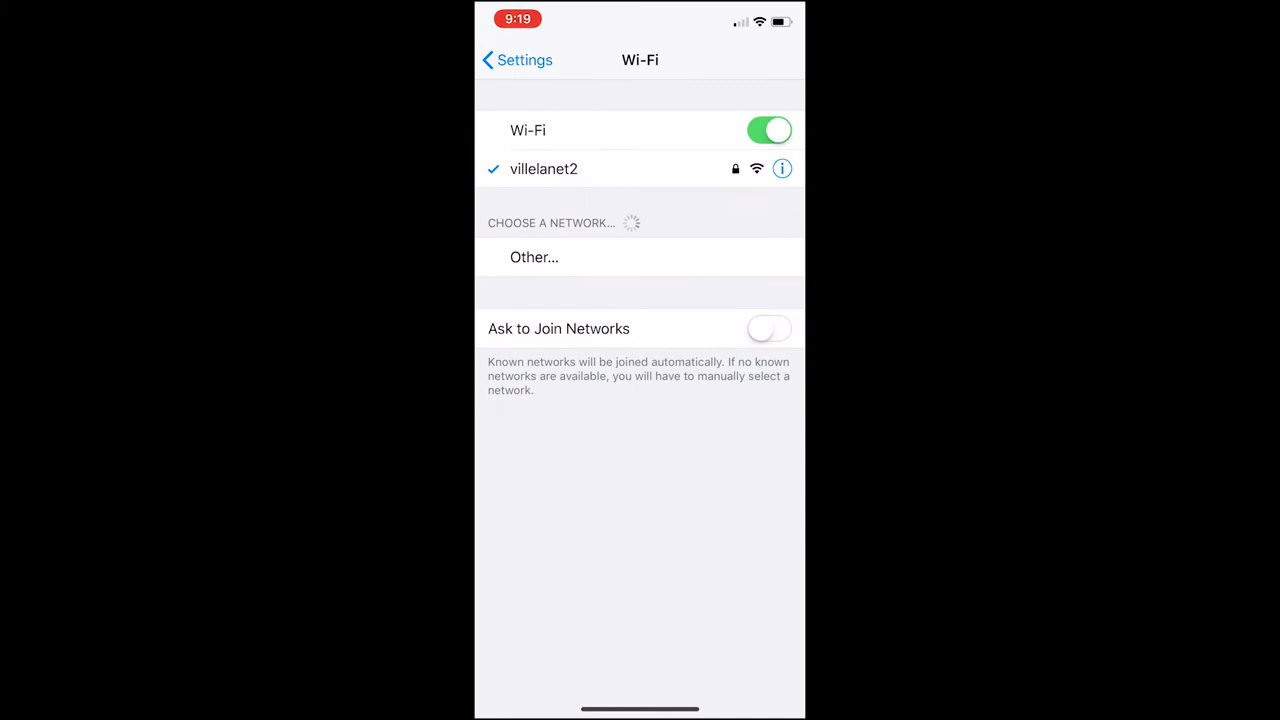 9:19
Settings
Wi-Fi
Wi-Fi
villelanet2
CHOOSE A NETWORK...
Other...
Ask to Join Networks
Known networks will be joined automatically. If no known
networks are available, you will have to manually select a
network.